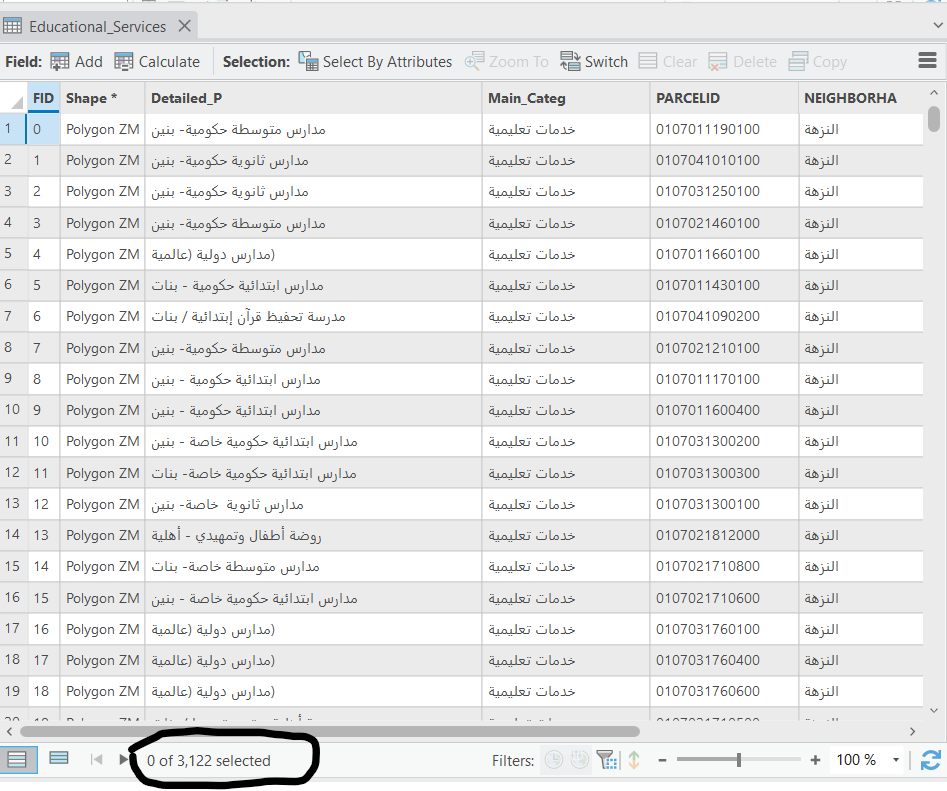 Educational_Services
Field: Add Calculate Selection: Select By Attributes Zoom To Switch Clear Delete Copy
FID Shape * Detailed_P Main_Categ PARCELID NEIGHBORHA
1 0 Polygon ZM مدارس متوسطة حكومية- بنين خدمات تعليمية 0107011190100 النزهة
2 1 Polygon ZM مدارس ثانوية حكومية- بنين خدمات تعليمية 0107041010100 النزهة
3 2 Polygon ZM مدارس ثانوية حكومية- بنين خدمات تعليمية 0107031250100 النزهة
4 3 Polygon ZM مدارس متوسطة حكومية- بنين خدمات تعليمية 0107021460100 النزهة
5 4 Polygon ZM مدارس دولية (عالمية) خدمات تعليمية 0107011660100 النزهة
6 5 Polygon ZM مدارس ابتدائية حكومية - بنات خدمات تعليمية 0107011430100 النزهة
7 6 Polygon ZM مدرسة تحفيظ قرآن إبتدائية / بنات خدمات تعليمية 0107041090200 النزهة
8 7 Polygon ZM مدارس متوسطة حكومية- بنين خدمات تعليمية 0107021210100 النزهة
9 8 Polygon ZM مدارس ابتدائية حكومية - بنين خدمات تعليمية 0107011170100 النزهة
10 9 Polygon ZM مدارس ابتدائية حكومية - بنين خدمات تعليمية 0107011600400 النزهة
11 10 Polygon ZM مدارس ابتدائية حكومية خاصة - بنين خدمات تعليمية 0107031300200 النزهة
12 11 Polygon ZM مدارس ابتدائية حكومية خاصة- بنات خدمات تعليمية 0107031300300 النزهة
13 12 Polygon ZM مدارس ثانوية خاصة- بنين خدمات تعليمية 0107031300100 النزهة
14 13 Polygon ZM روضة أطفال وتمهيدي - أهلية خدمات تعليمية 0107021812000 النزهة
15 14 Polygon ZM مدارس متوسطة خاصة- بنات خدمات تعليمية 0107021710800 النزهة
16 15 Polygon ZM مدارس ابتدائية حكومية خاصة - بنين خدمات تعليمية 0107021710600 النزهة
17 16 Polygon ZM مدارس دولية (عالمية) خدمات تعليمية 0107031760100 النزهة
18 17 Polygon ZM مدارس دولية (عالمية) خدمات تعليمية 0107031760400 النزهة
19 18 Polygon ZM مدارس دولية (عالمية) خدمات تعليمية 0107031760600 النزهة
0 of 3,122 selected Filters: - + 100 %